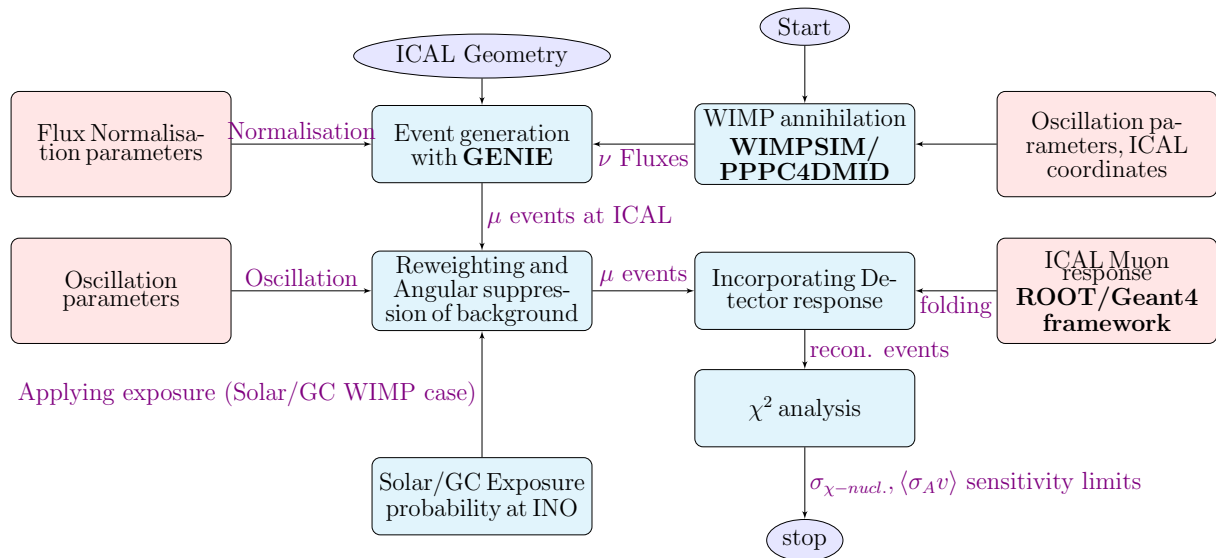 Start
ICAL Geometry
Flux Normalisa-
tion parameters
Normalisation
Event generation
with GENIE
ν Fluxes
WIMP annihilation
WIMPSIM/
PPPC4DMID
Oscillation pa-
rameters, ICAL
coordinates
μ events at ICAL
Oscillation
parameters
Oscillation
Reweighting and
Angular suppres-
sion of background
μ events
Incorporating De-
tector response
folding
ICAL Muon
response
ROOT/Geant4
framework
recon. events
Applying exposure (Solar/GC WIMP case)
χ² analysis
Solar/GC Exposure
probability at INO
σ_{χ−nucl.}, ⟨σ_A v⟩ sensitivity limits
stop